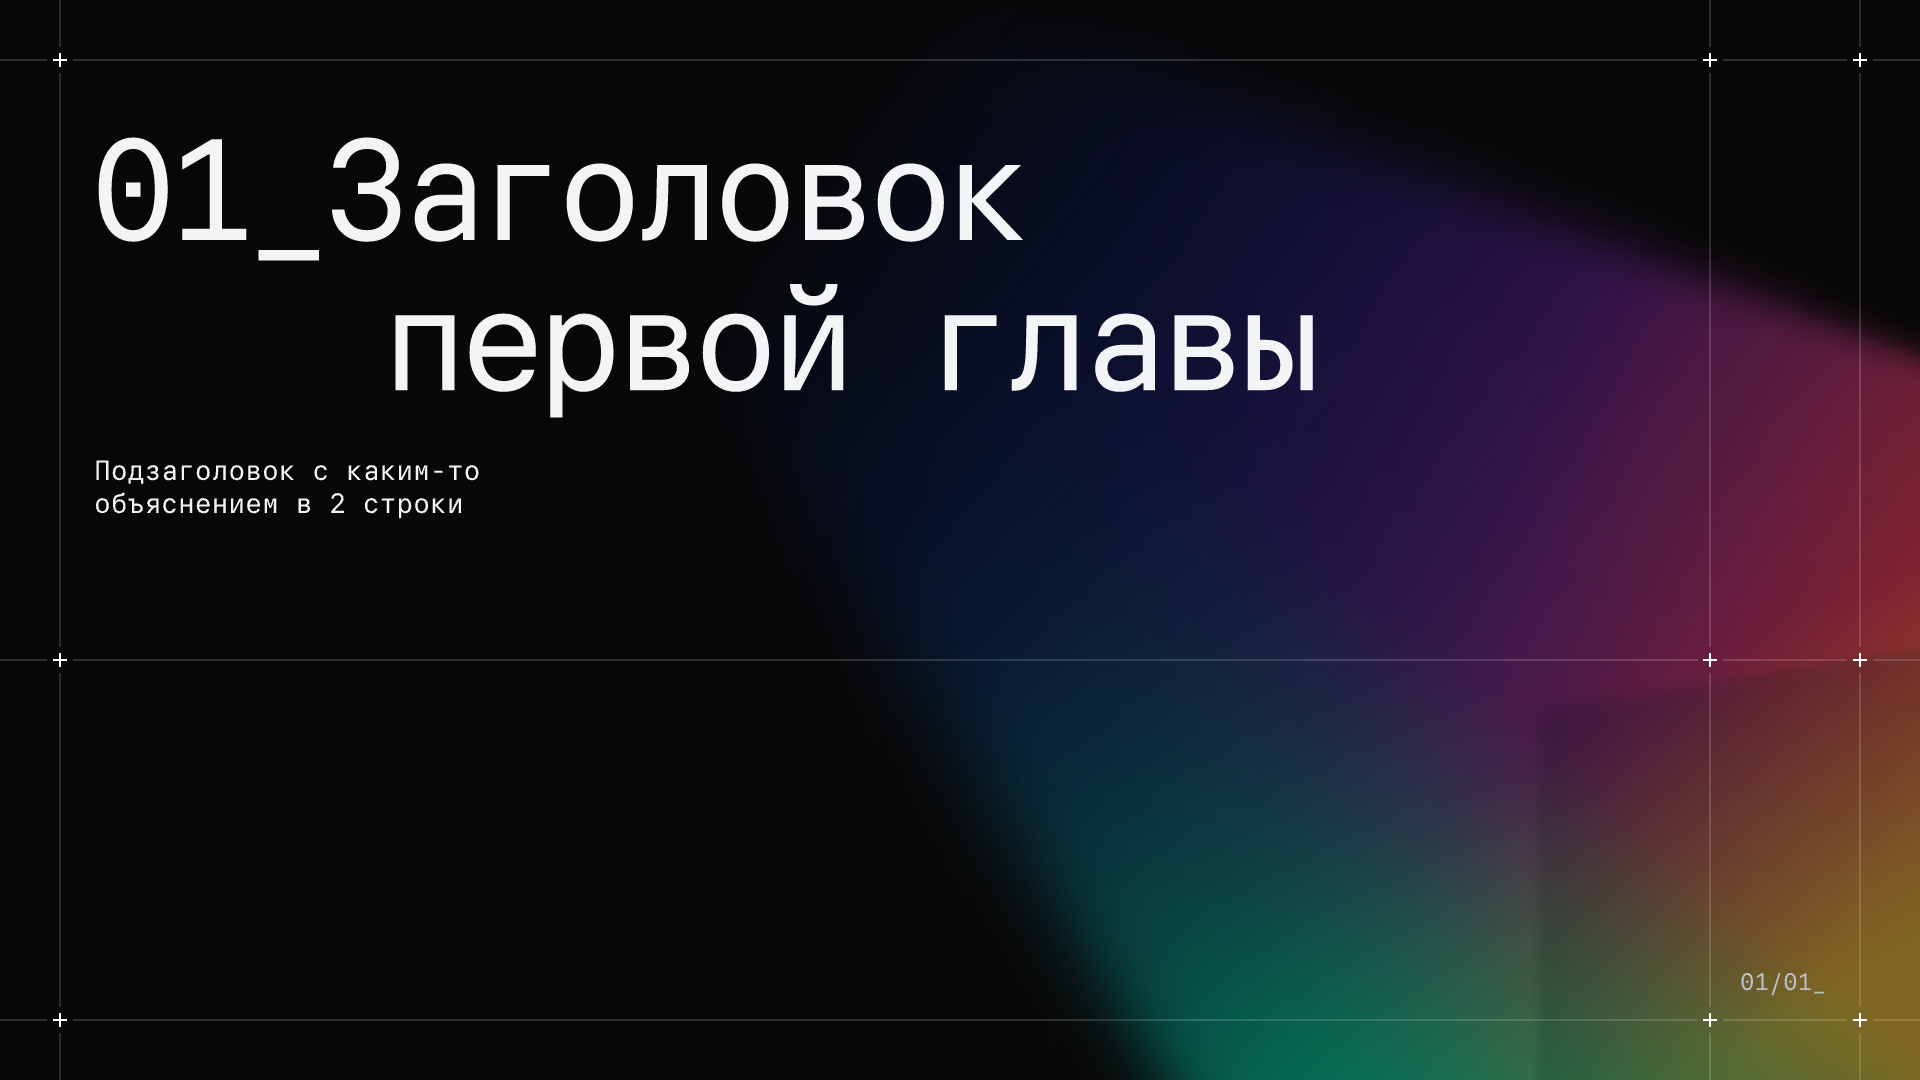 01_Заголовок
первой главы
Подзаголовок с каким-то
объяснением в 2 строки
01/01_